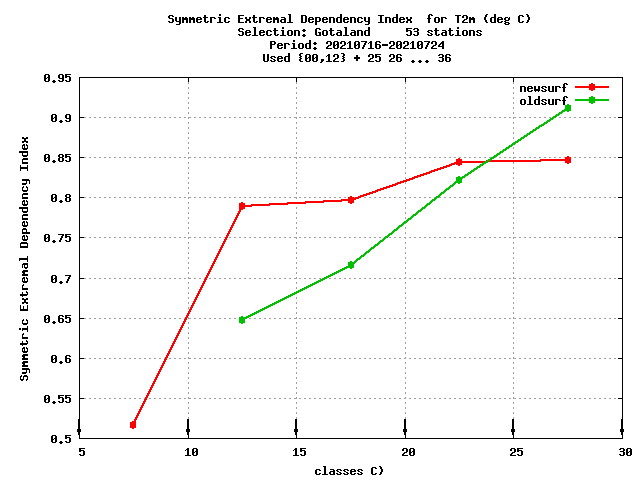 Symmetric Extremal Dependency Index  for T2m (deg C)
Selection: Gotaland     53 stations
Period: 20210716-20210724
Used {00,12} + 25 26 ... 36
newsurf
oldsurf
Symmetric Extremal Dependency Index
0.95
0.9
0.85
0.8
0.75
0.7
0.65
0.6
0.55
0.5
5 10 15 20 25 30
classes C)